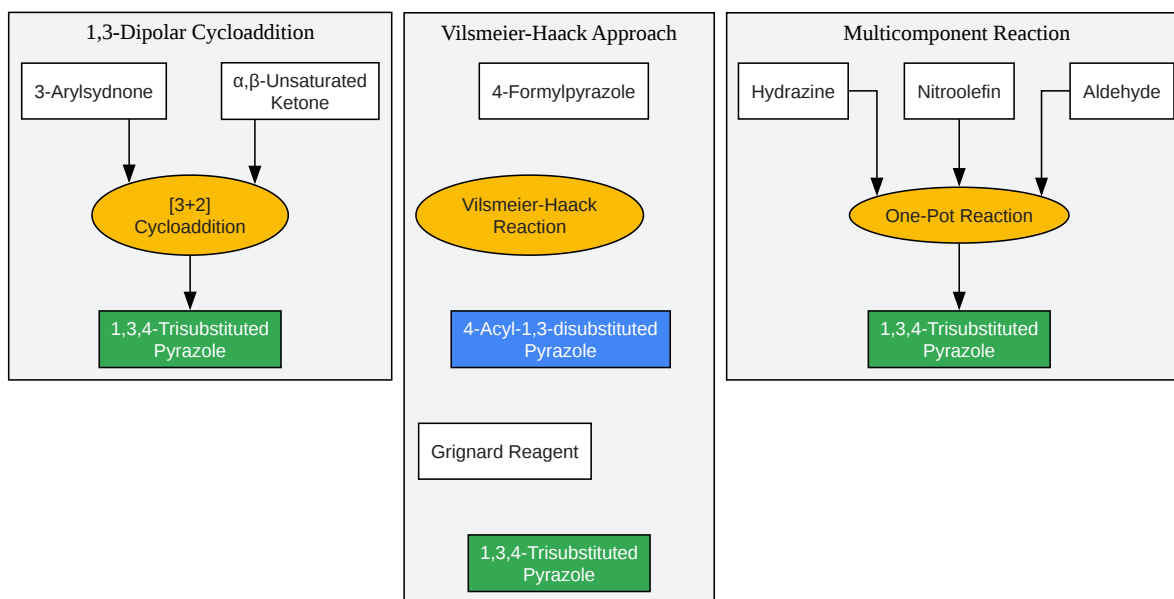 1,3-Dipolar Cycloaddition
3-Arylsydnone
α,β-Unsaturated
Ketone
[3+2]
Cycloaddition
1,3,4-Trisubstituted
Pyrazole
Vilsmeier-Haack Approach
4-Formylpyrazole
Vilsmeier-Haack
Reaction
4-Acyl-1,3-disubstituted
Pyrazole
Grignard Reagent
1,3,4-Trisubstituted
Pyrazole
Multicomponent Reaction
Hydrazine
Nitroolefin
Aldehyde
One-Pot Reaction
1,3,4-Trisubstituted
Pyrazole